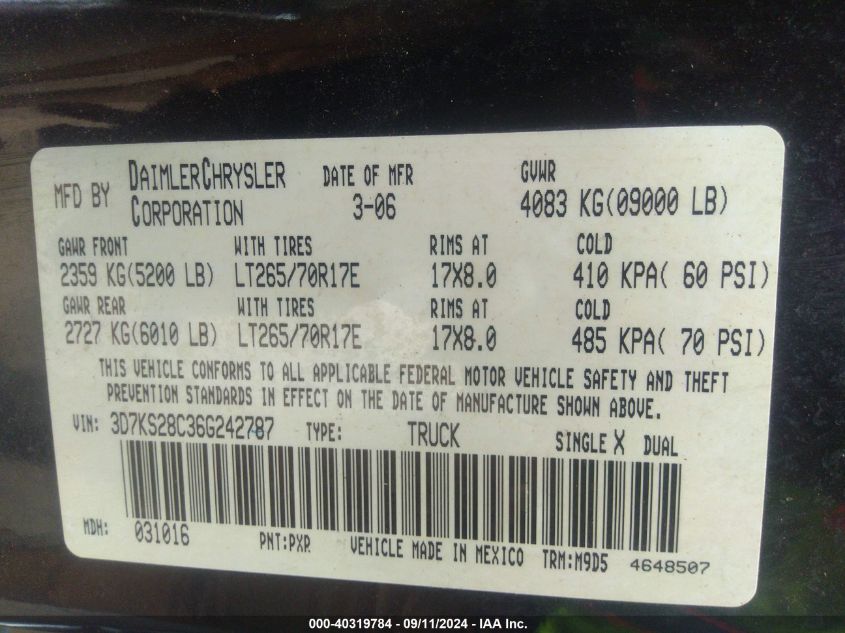 MFD BY DAIMLERCHRYSLER CORPORATION DATE OF MFR 3-06 GVWR 4083 KG(09000 LB)
GAWR FRONT WITH TIRES RIMS AT COLD
2359 KG(5200 LB) LT265/70R17E 17X8.0 410 KPA( 60 PSI)
GAWR REAR WITH TIRES RIMS AT COLD
2727 KG(6010 LB) LT265/70R17E 17X8.0 485 KPA( 70 PSI)
THIS VEHICLE CONFORMS TO ALL APPLICABLE FEDERAL MOTOR VEHICLE SAFETY AND THEFT
PREVENTION STANDARDS IN EFFECT ON THE DATE OF MANUFACTURE SHOWN ABOVE.
VIN: 3D7KS28C36G242787 TYPE: TRUCK SINGLE X DUAL
MDH: 031016 PNT:PXR VEHICLE MADE IN MEXICO TRM:M9D5 4648507
000-40319784 - 09/11/2024 - IAA Inc.